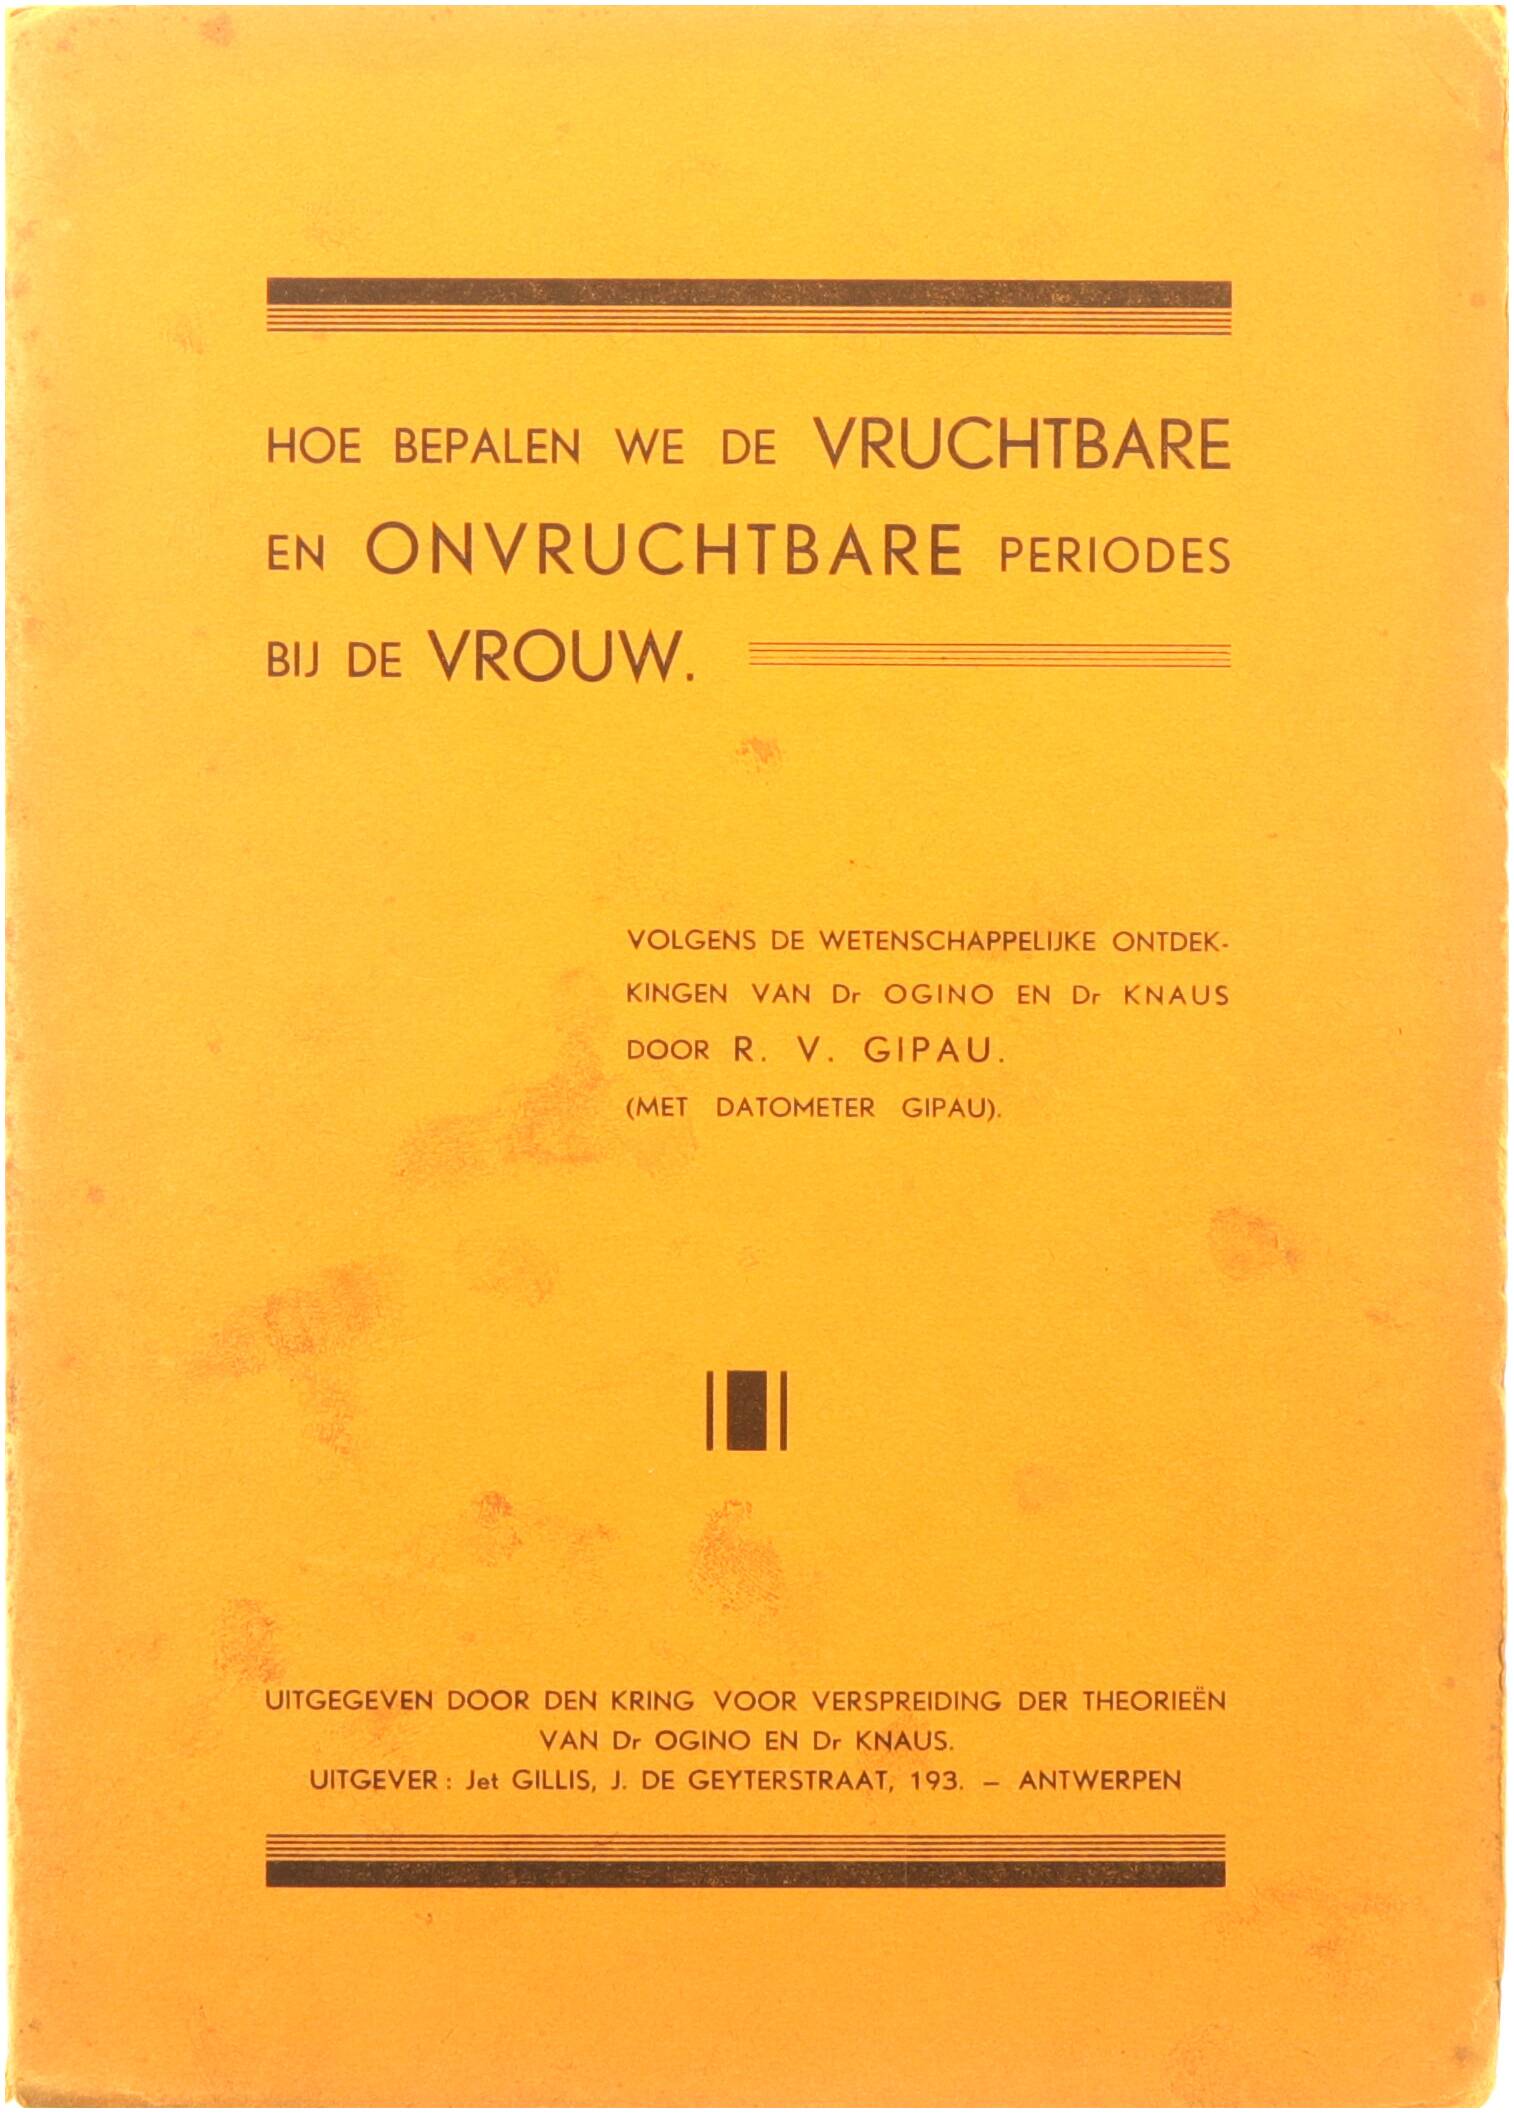 HOE BEPALEN WE DE VRUCHTBARE
EN ONVRUCHTBARE PERIODES
BIJ DE VROUW.
VOLGENS DE WETENSCHAPPELIJKE ONTDEK-
KINGEN VAN Dr OGINO EN Dr KNAUS
DOOR R. V. GIPAU.
(MET DATOMETER GIPAU).
UITGEGEVEN DOOR DEN KRING VOOR VERSPREIDING DER THEORIEËN
VAN Dr OGINO EN Dr KNAUS.
UITGEVER : Jet GILLIS, J. DE GEYTERSTRAAT, 193. – ANTWERPEN